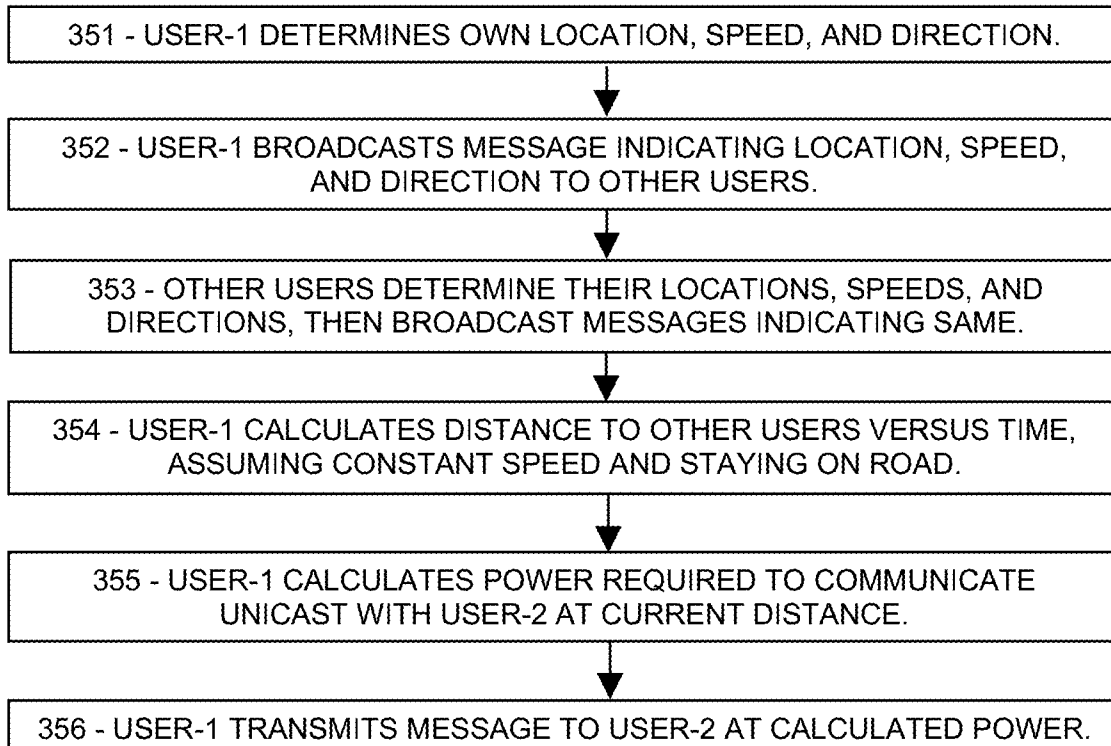 351 - USER-1 DETERMINES OWN LOCATION, SPEED, AND DIRECTION.
352 - USER-1 BROADCASTS MESSAGE INDICATING LOCATION, SPEED,
AND DIRECTION TO OTHER USERS.
353 - OTHER USERS DETERMINE THEIR LOCATIONS, SPEEDS, AND
DIRECTIONS, THEN BROADCAST MESSAGES INDICATING SAME.
354 - USER-1 CALCULATES DISTANCE TO OTHER USERS VERSUS TIME,
ASSUMING CONSTANT SPEED AND STAYING ON ROAD.
355 - USER-1 CALCULATES POWER REQUIRED TO COMMUNICATE
UNICAST WITH USER-2 AT CURRENT DISTANCE.
356 - USER-1 TRANSMITS MESSAGE TO USER-2 AT CALCULATED POWER.